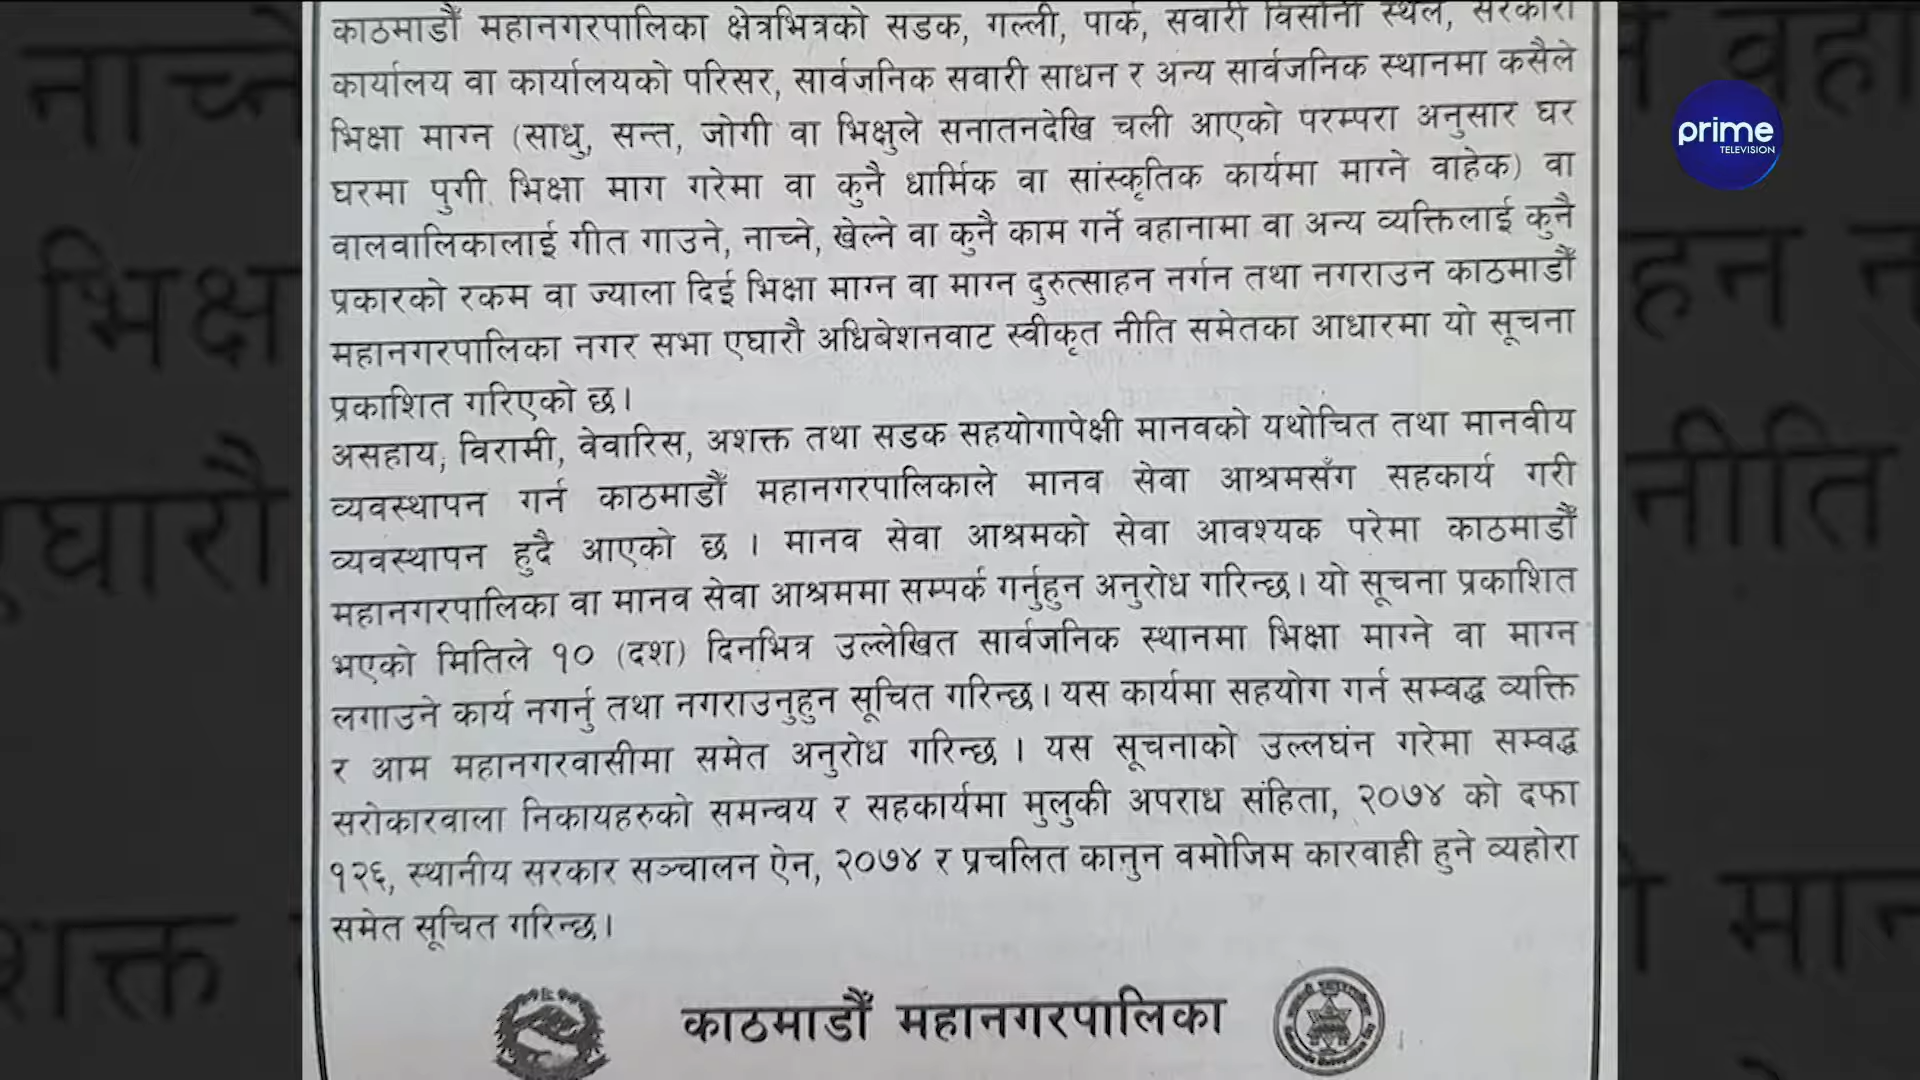 काठमाडौं महानगरपालिका क्षेत्रभित्रको सडक, गल्ली, पार्क, सवारी विसौनी स्थल, सरकारी
कार्यालय वा कार्यालयको परिसर, सार्वजनिक सवारी साधन र अन्य सार्वजनिक स्थानमा कसैले
भिक्षा माग्न (साधु, सन्त, जोगी वा भिक्षुले सनातनदेखि चली आएको परम्परा अनुसार घर
घरमा पुगी भिक्षा माग गरेमा वा कुनै धार्मिक वा सांस्कृतिक कार्यमा माग्ने वाहेक) वा
वालवालिकालाई गीत गाउने, नाच्ने, खेल्ने वा कुनै काम गर्ने वहानामा वा अन्य व्यक्तिलाई कुनै
प्रकारको रकम वा ज्याला दिई भिक्षा माग्न वा माग्न दुरुत्साहन नर्गन तथा नगराउन काठमाडौं
महानगरपालिका नगर सभा एघारौ अधिबेशनवाट स्वीकृत नीति समेतका आधारमा यो सूचना
प्रकाशित गरिएको छ।
असहाय, विरामी, वेवारिस, अशक्त तथा सडक सहयोगापेक्षी मानवको यथोचित तथा मानवीय
व्यवस्थापन गर्न काठमाडौं महानगरपालिकाले मानव सेवा आश्रमसँग सहकार्य गरी
व्यवस्थापन हुदै आएको छ । मानव सेवा आश्रमको सेवा आवश्यक परेमा काठमाडौं
महानगरपालिका वा मानव सेवा आश्रममा सम्पर्क गर्नुहुन अनुरोध गरिन्छ। यो सूचना प्रकाशित
भएको मितिले १० (दश) दिनभित्र उल्लेखित सार्वजनिक स्थानमा भिक्षा माग्ने वा माग्न
लगाउने कार्य नगर्नु तथा नगराउनुहुन सूचित गरिन्छ। यस कार्यमा सहयोग गर्न सम्वद्ध व्यक्ति
र आम महानगरवासीमा समेत अनुरोध गरिन्छ । यस सूचनाको उल्लघंन गरेमा सम्वद्ध
सरोकारवाला निकायहरुको समन्वय र सहकार्यमा मुलुकी अपराध संहिता, २०७४ को दफा
१२६, स्थानीय सरकार सञ्चालन ऐन, २०७४ र प्रचलित कानुन वमोजिम कारवाही हुने व्यहोरा
समेत सूचित गरिन्छ।
काठमाडौं महानगरपालिका
prime
TELEVISION